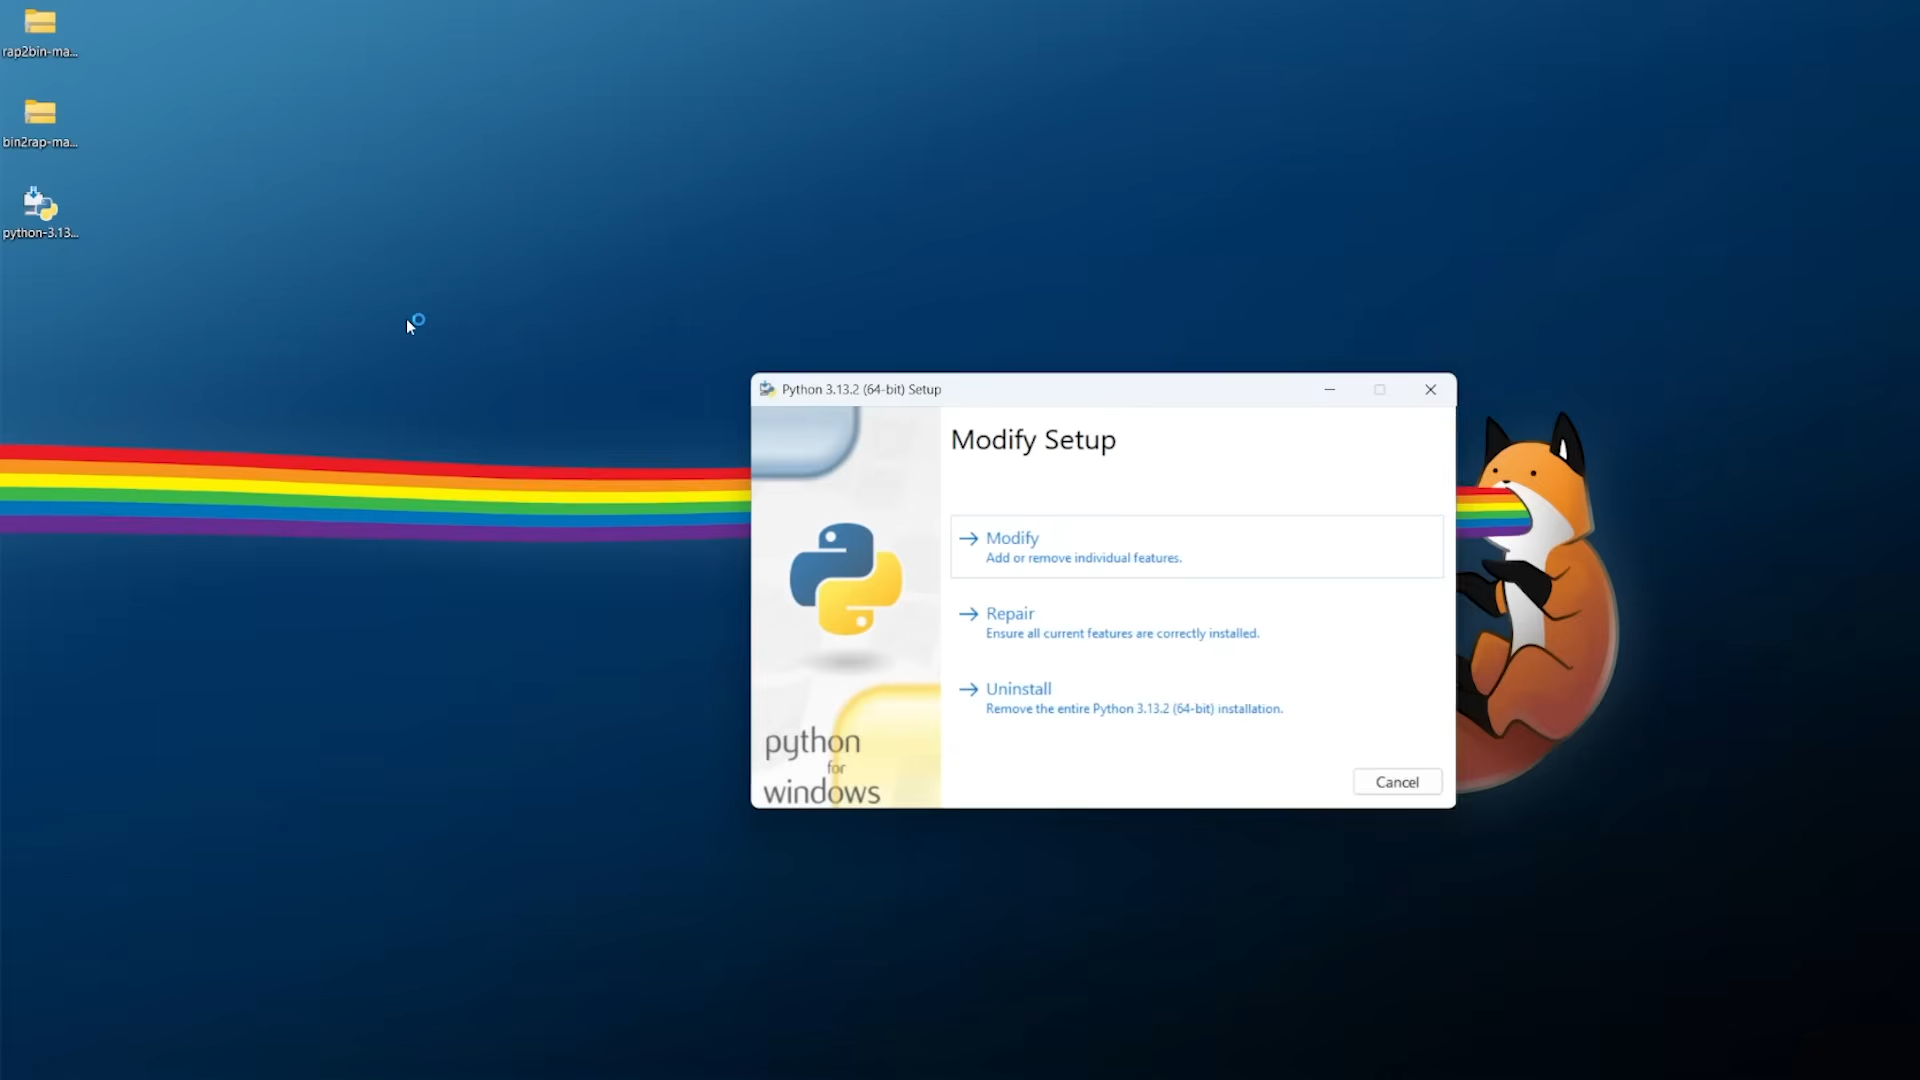 rap2bin-ma...
bin2rap-ma...
python-3.13...
Python 3.13.2 (64-bit) Setup
Modify Setup
Modify
Add or remove individual features.
Repair
Ensure all current features are correctly installed.
Uninstall
Remove the entire Python 3.13.2 (64-bit) installation.
python
for
windows
Cancel